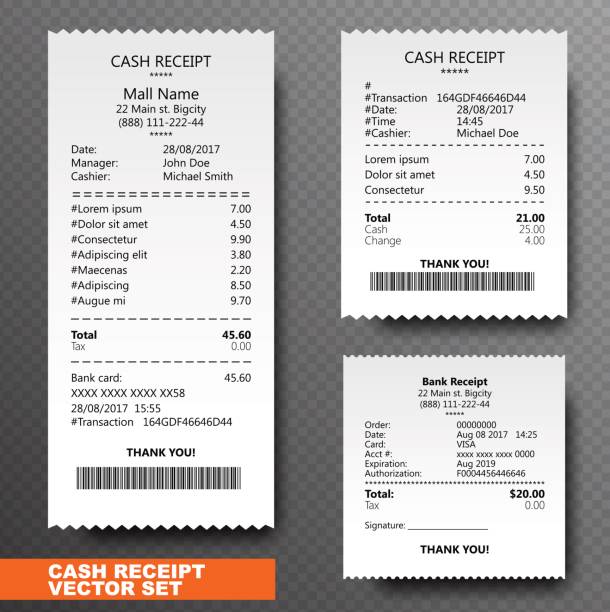 CASH RECEIPT
*****
Mall Name
22 Main st. Bigcity
(888) 111-222-44
*****
Date: 28/08/2017
Manager: John Doe
Cashier: Michael Smith
#Lorem ipsum 7.00
#Dolor sit amet 4.50
#Consectetur 9.90
#Adipiscing elit 3.80
#Maecenas 2.20
#Adipiscing 8.50
#Augue mi 9.70
Total 45.60
Tax 0.00
Bank card: 45.60
XXXX XXXX XXXX XX58
28/08/2017 15:55
#Transaction 164GDF46646D44
THANK YOU!
CASH RECEIPT
*****
#
#Transaction 164GDF46646D44
#Date: 28/08/2017
#Time 14:45
#Cashier: Michael Doe
Lorem ipsum 7.00
Dolor sit amet 4.50
Consectetur 9.50
Total 21.00
Cash 25.00
Change 4.00
THANK YOU!
Bank Receipt
22 Main st. Bigcity
(888) 111-222-44
*****
Order: 00000000
Date: Aug 08 2017 14:25
Card: VISA
Acct #: xxxx xxxx xxxx 0000
Expiration: Aug 2019
Authorization: F0004456446646
Total: $20.00
Tax 0.00
Signature: ________________
THANK YOU!
CASH RECEIPT
VECTOR SET